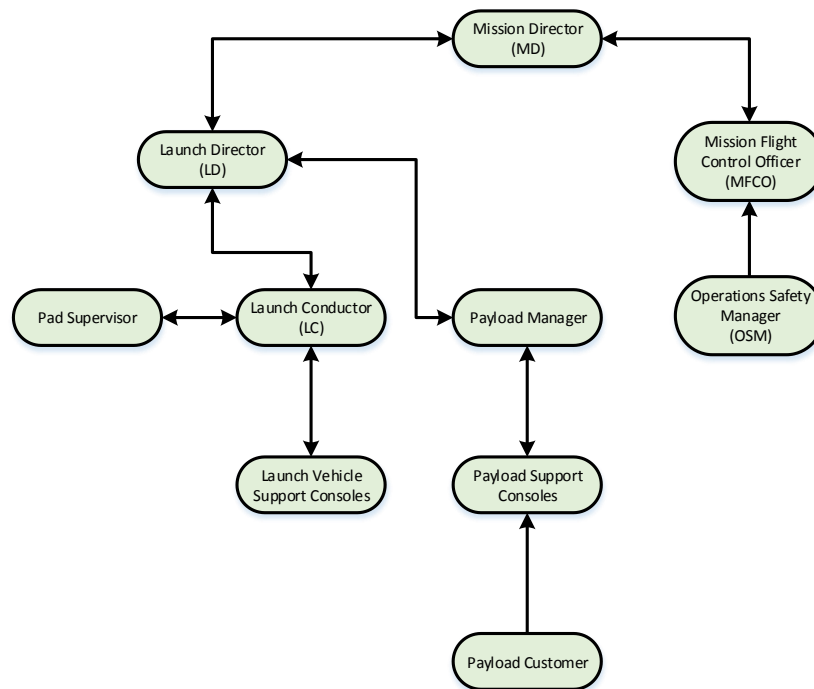 Mission Director
(MD)
Launch Director
(LD)
Mission Flight
Control Officer
(MFCO)
Pad Supervisor
Launch Conductor
(LC)
Payload Manager
Operations Safety
Manager
(OSM)
Launch Vehicle
Support Consoles
Payload Support
Consoles
Payload Customer